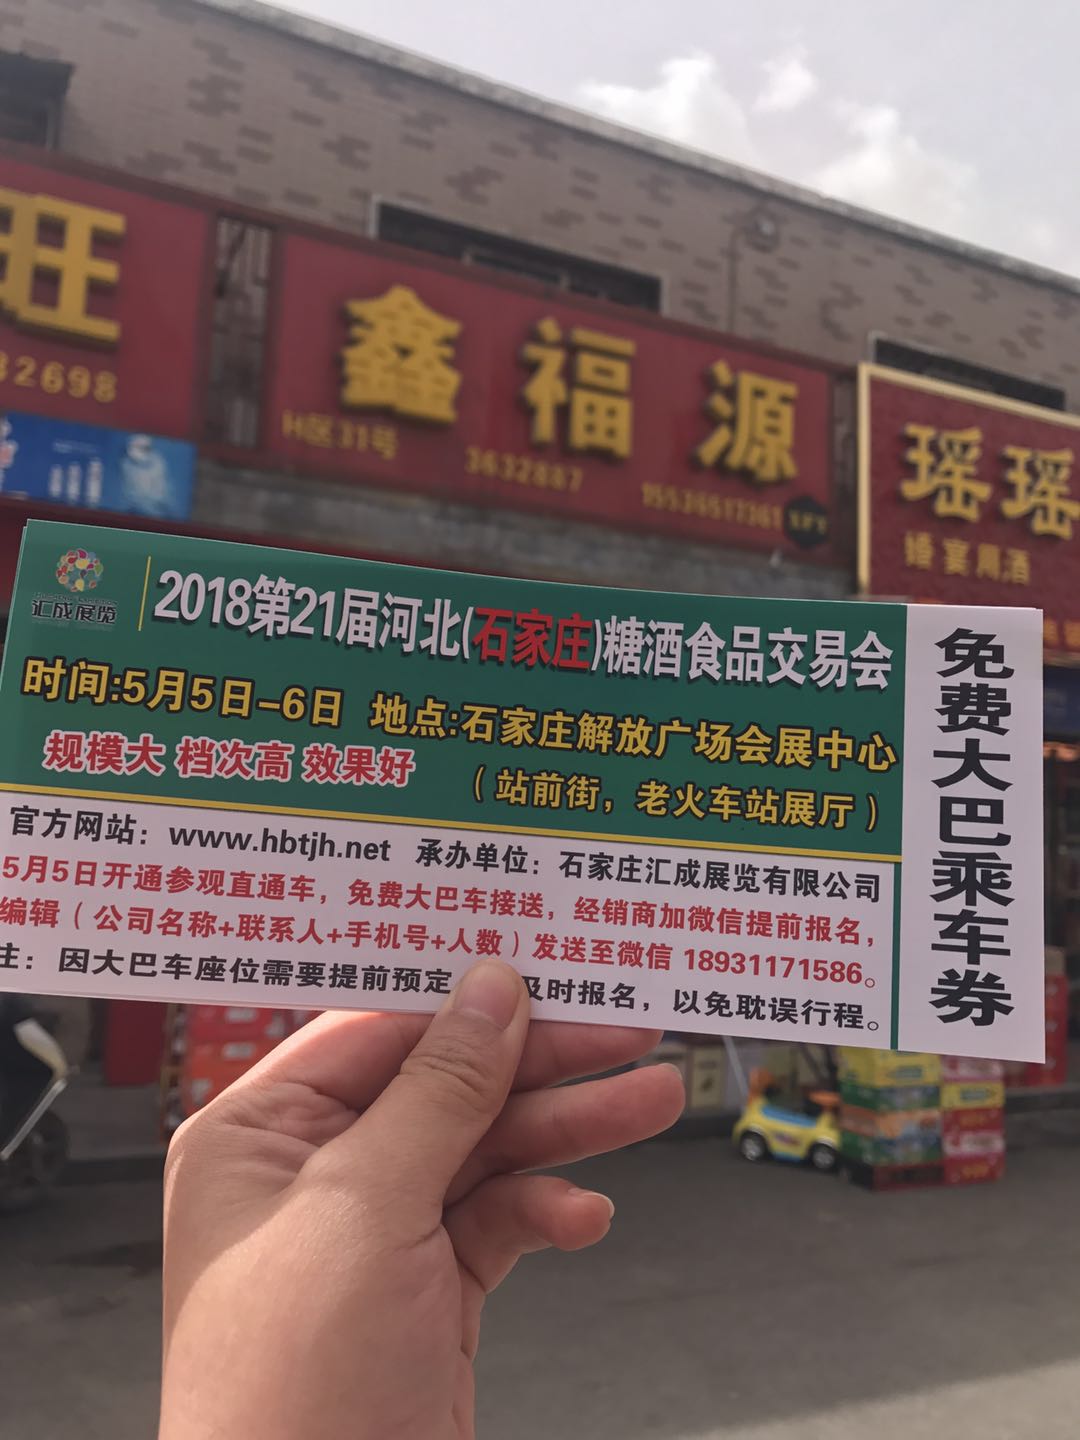 旺
32698
鑫福源
H区31号
3632887
15536517361
瑶瑶
婚宴用酒
汇成展览
2018第21届河北(石家庄)糖酒食品交易会
时间:5月5日-6日 地点:石家庄解放广场会展中心
规模大 档次高 效果好
(站前街，老火车站展厅)
官方网站：www.hbtjh.net 承办单位：石家庄汇成展览有限公司
5月5日开通参观直通车，免费大巴车接送，经销商加微信提前报名，
编辑（公司名称+联系人+手机号+人数）发送至微信 18931171586。
注：因大巴车座位需要提前预定 及时报名，以免耽误行程。
免费大巴乘车券